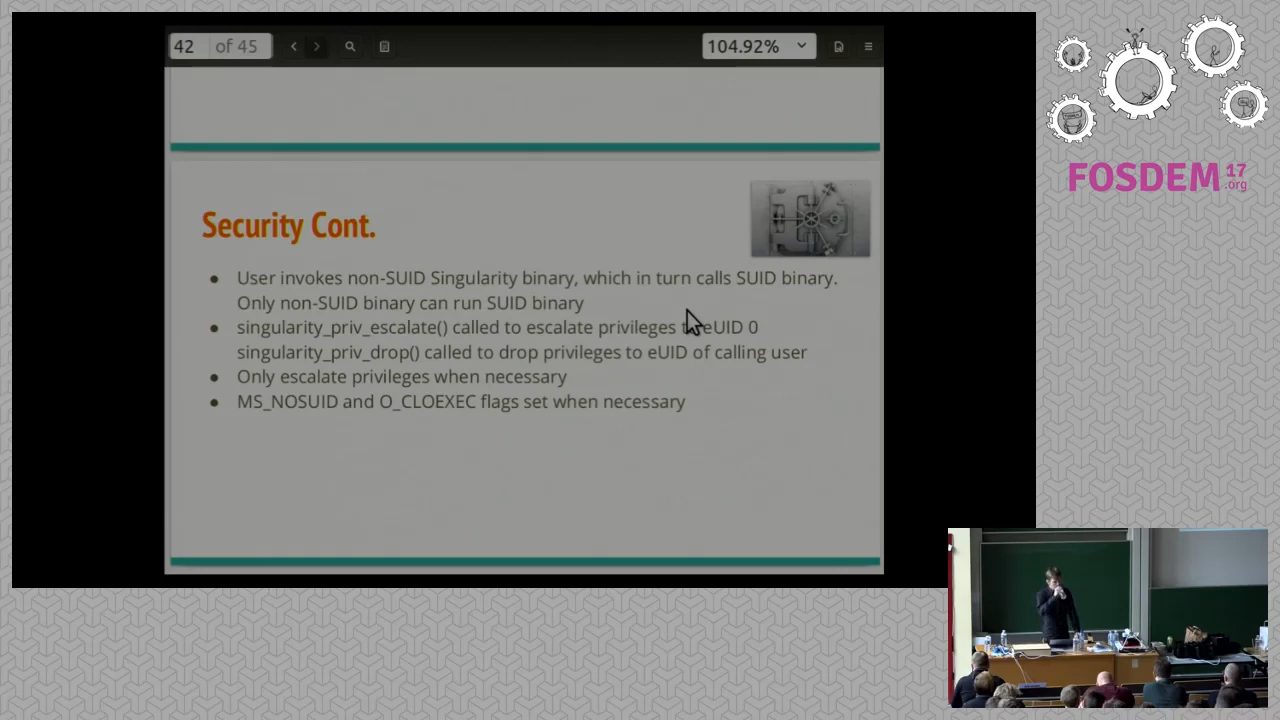 42 of 45
104.92%
FOSDEM 17
.org
Security Cont.
● User invokes non-SUID Singularity binary, which in turn calls SUID binary.
Only non-SUID binary can run SUID binary
● singularity_priv_escalate() called to escalate privileges eUID 0
singularity_priv_drop() called to drop privileges to eUID of calling user
● Only escalate privileges when necessary
● MS_NOSUID and O_CLOEXEC flags set when necessary